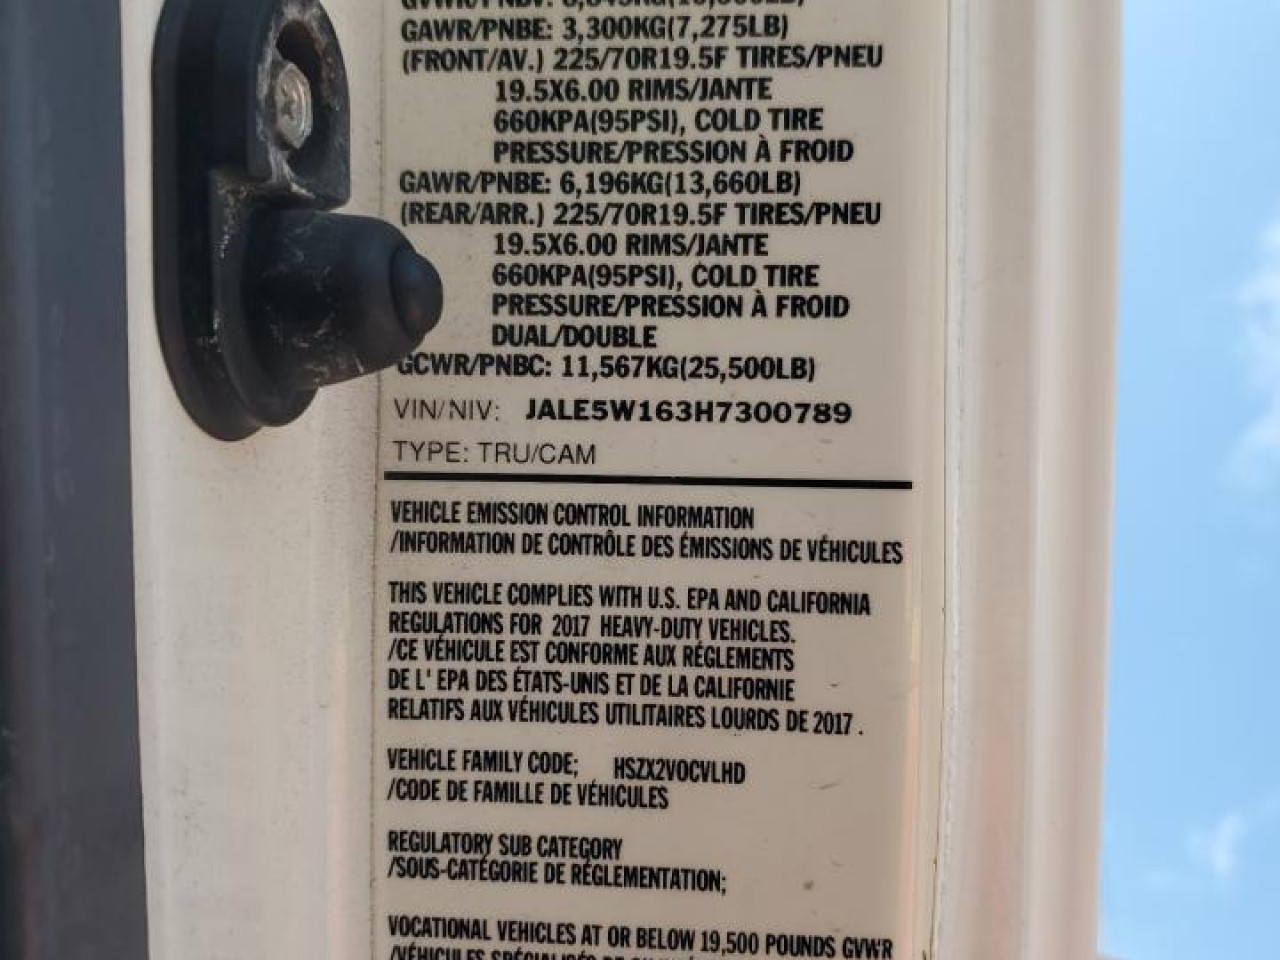 GAWR/PNBE: 3,300KG(7,275LB)
(FRONT/AV.) 225/70R19.5F TIRES/PNEU
19.5X6.00 RIMS/JANTE
660KPA(95PSI), COLD TIRE
PRESSURE/PRESSION À FROID
GAWR/PNBE: 6,196KG(13,660LB)
(REAR/ARR.) 225/70R19.5F TIRES/PNEU
19.5X6.00 RIMS/JANTE
660KPA(95PSI), COLD TIRE
PRESSURE/PRESSION À FROID
DUAL/DOUBLE
GCWR/PNBC: 11,567KG(25,500LB)
VIN/NIV: JALE5W163H7300789
TYPE: TRU/CAM
VEHICLE EMISSION CONTROL INFORMATION
/INFORMATION DE CONTRÔLE DES ÉMISSIONS DE VÉHICULES
THIS VEHICLE COMPLIES WITH U.S. EPA AND CALIFORNIA
REGULATIONS FOR 2017 HEAVY-DUTY VEHICLES.
/CE VÉHICULE EST CONFORME AUX RÉGLEMENTS
DE L' EPA DES ÉTATS-UNIS ET DE LA CALIFORNIE
RELATIFS AUX VÉHICULES UTILITAIRES LOURDS DE 2017 .
VEHICLE FAMILY CODE; HSZX2VOCVLHD
/CODE DE FAMILLE DE VÉHICULES
REGULATORY SUB CATEGORY
/SOUS-CATÉGORIE DE RÉGLEMENTATION;
VOCATIONAL VEHICLES AT OR BELOW 19,500 POUNDS GVWR